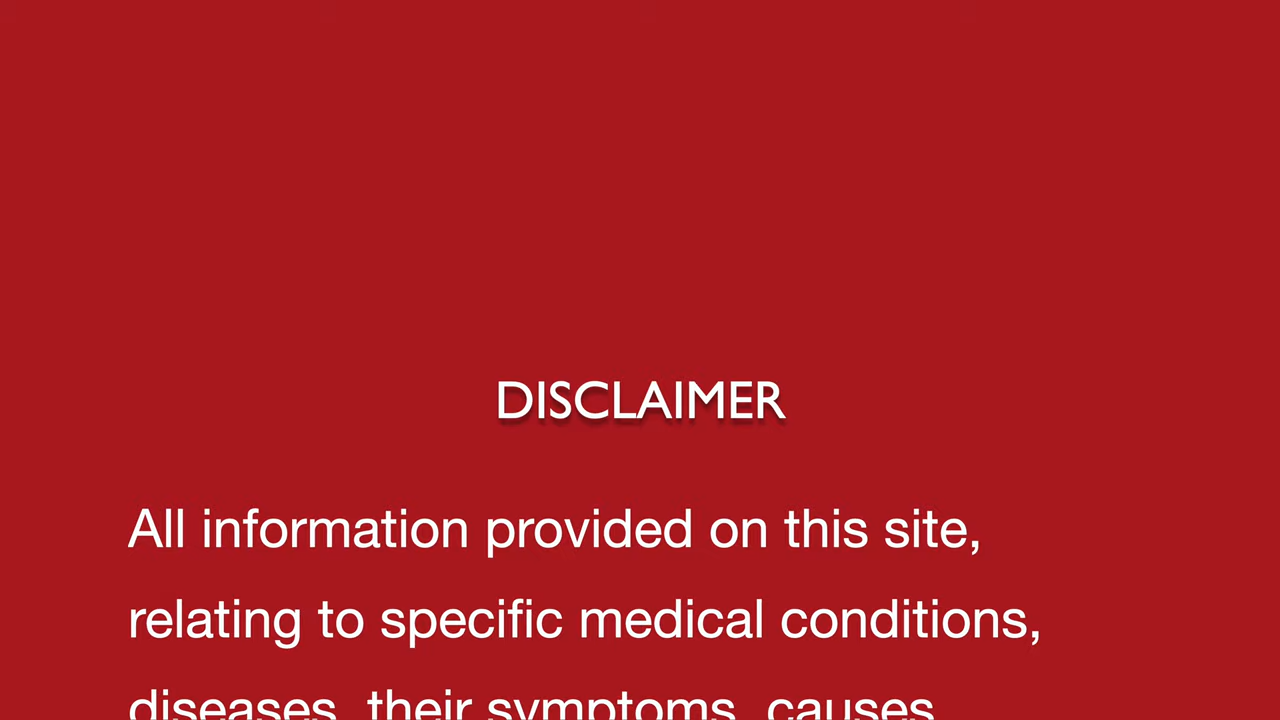 DISCLAIMER
All information provided on this site,
relating to specific medical conditions,
diseases, their symptoms, causes,